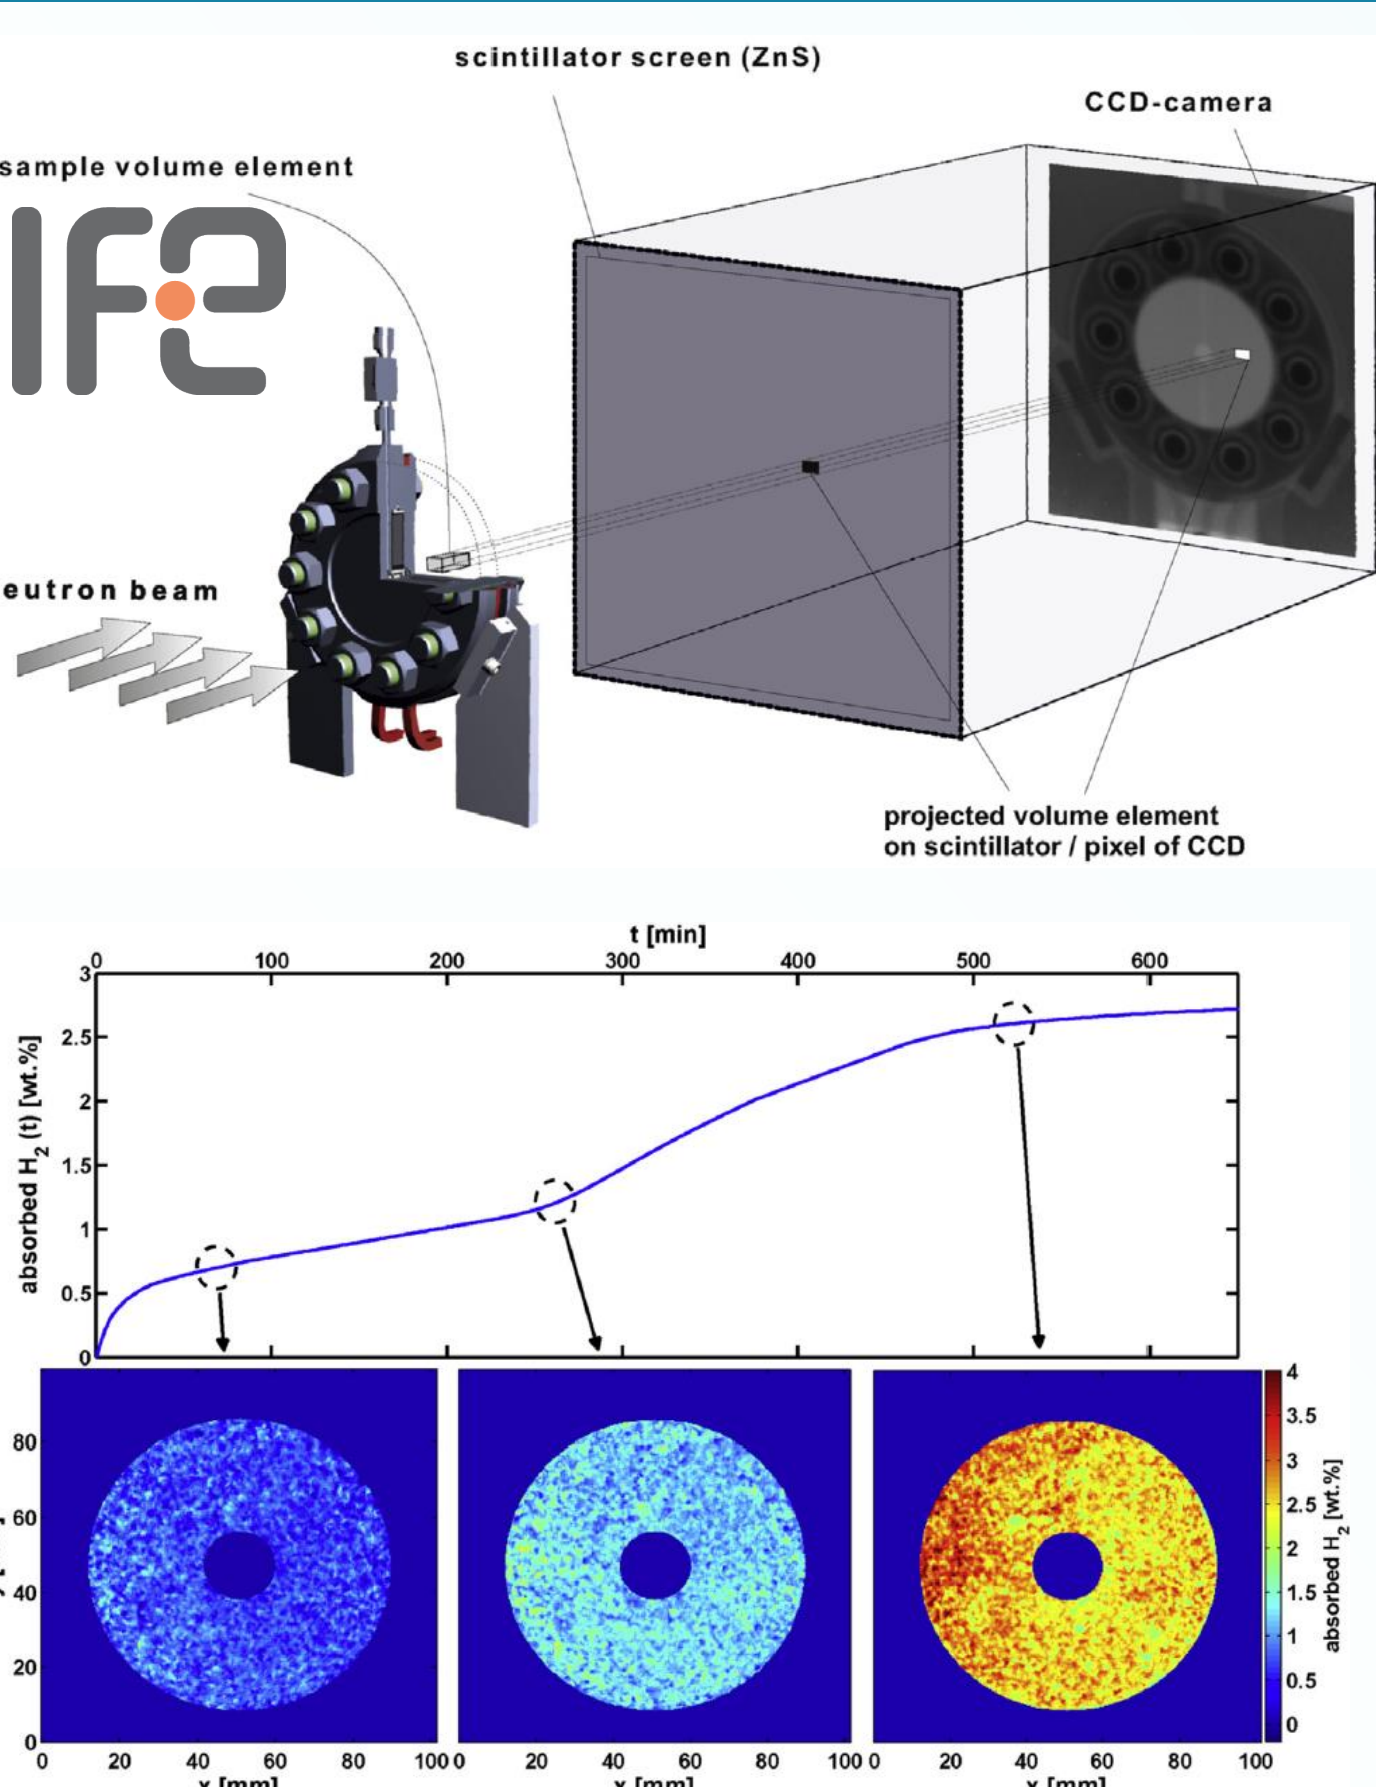 scintillator screen (ZnS)
CCD-camera
sample volume element
IFe
eutron beam
projected volume element
on scintillator / pixel of CCD
t [min]
0 100 200 300 400 500 600
3
2.5
2
1.5
1
0.5
0
absorbed H2 (t) [wt.%]
80
60
40
20
0
0 20 40 60 80 100
0 20 40 60 80 100
0 20 40 60 80 100
x [mm]
x [mm]
x [mm]
4
3.5
3
2.5
2
1.5
1
0.5
0
absorbed H2 [wt.%]